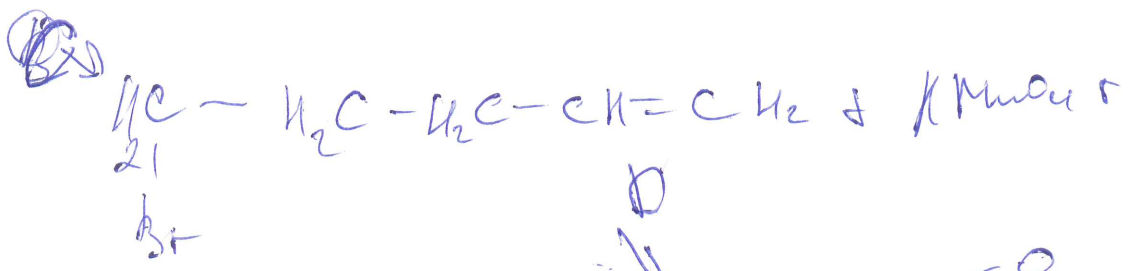 H₂C – H₂C – H₂C – CH = CH₂ + KMnO₄ +
Br